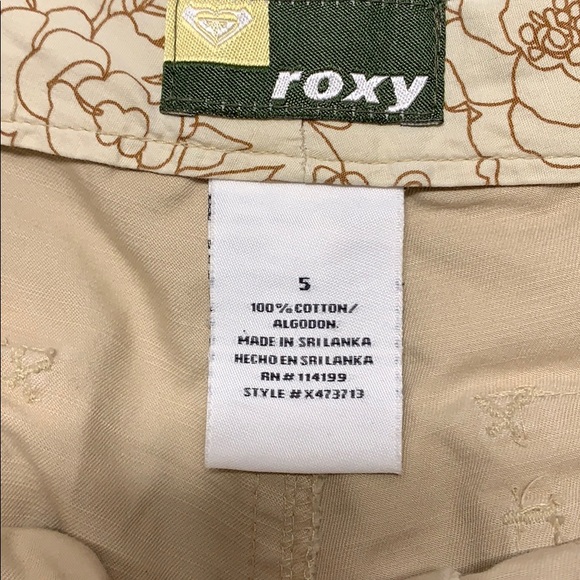 roxy
5
100% COTTON/
ALGODON.
MADE IN SRI LANKA
HECHO EN SRI LANKA
RN# 114199
STYLE #X473713